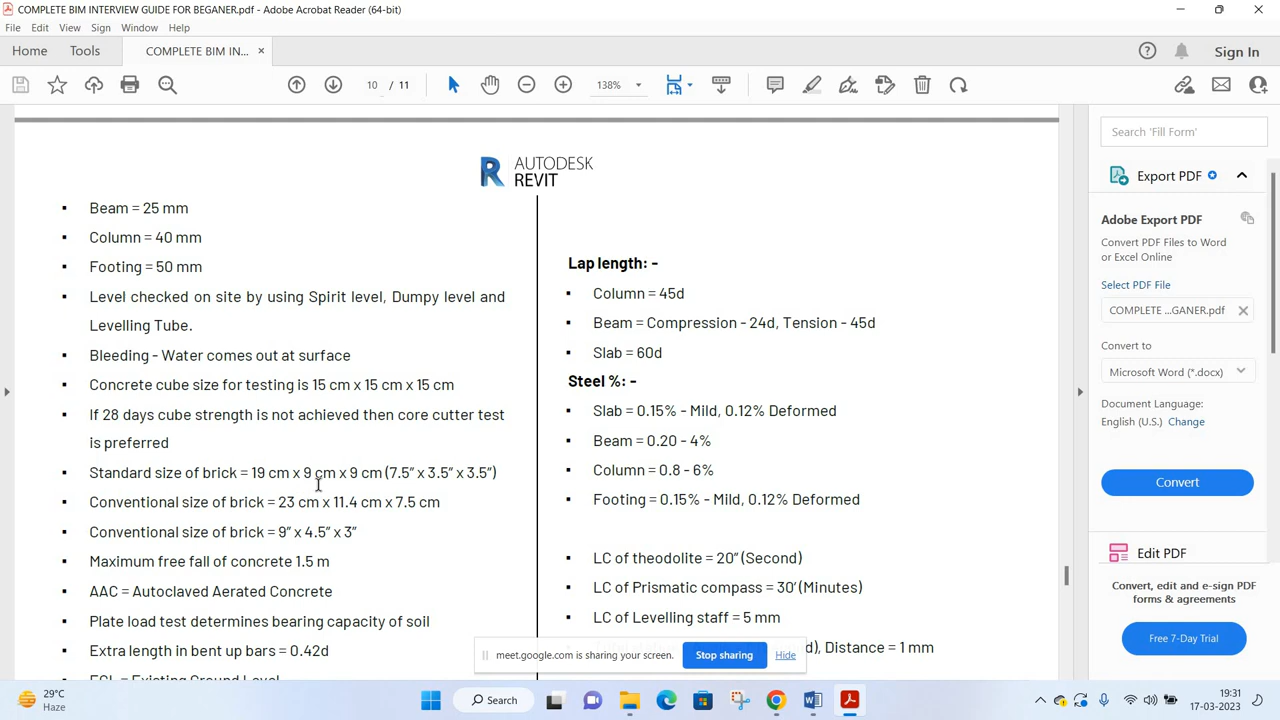 COMPLETE BIM INTERVIEW GUIDE FOR BEGANER.pdf - Adobe Acrobat Reader (64-bit)
File Edit View Sign Window Help
Home Tools COMPLETE BIM IN... Sign In
10 / 11 138%
AUTODESK
REVIT
Beam = 25 mm
Column = 40 mm
Footing = 50 mm
Level checked on site by using Spirit level, Dumpy level and
Levelling Tube.
Bleeding - Water comes out at surface
Concrete cube size for testing is 15 cm x 15 cm x 15 cm
If 28 days cube strength is not achieved then core cutter test
is preferred
Standard size of brick = 19 cm x 9 cm x 9 cm (7.5” x 3.5” x 3.5”)
Conventional size of brick = 23 cm x 11.4 cm x 7.5 cm
Conventional size of brick = 9” x 4.5” x 3”
Maximum free fall of concrete 1.5 m
AAC = Autoclaved Aerated Concrete
Plate load test determines bearing capacity of soil
Extra length in bent up bars = 0.42d
EGL = Existing Ground Level
Lap length: -
Column = 45d
Beam = Compression - 24d, Tension - 45d
Slab = 60d
Steel %: -
Slab = 0.15% - Mild, 0.12% Deformed
Beam = 0.20 - 4%
Column = 0.8 - 6%
Footing = 0.15% - Mild, 0.12% Deformed
LC of theodolite = 20” (Second)
LC of Prismatic compass = 30’ (Minutes)
LC of Levelling staff = 5 mm
d), Distance = 1 mm
meet.google.com is sharing your screen. Stop sharing Hide
Search 'Fill Form'
Export PDF
Adobe Export PDF
Convert PDF Files to Word
or Excel Online
Select PDF File
COMPLETE ...GANER.pdf
Convert to
Microsoft Word (*.docx)
Document Language:
English (U.S.) Change
Convert
Edit PDF
Convert, edit and e-sign PDF
forms & agreements
Free 7-Day Trial
29°C
Haze
Search
19:31
17-03-2023